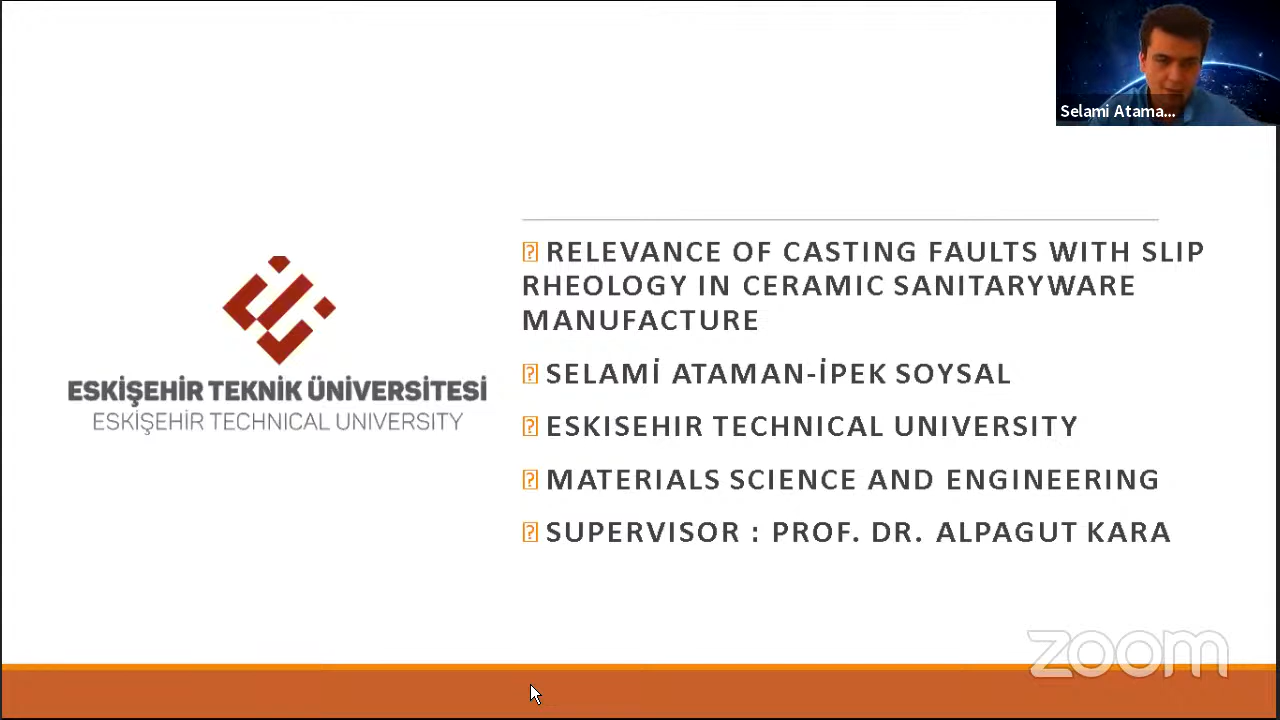 Selami Atama...
⍰ RELEVANCE OF CASTING FAULTS WITH SLIP
RHEOLOGY IN CERAMIC SANITARYWARE
MANUFACTURE
⍰ SELAMİ ATAMAN-İPEK SOYSAL
⍰ ESKISEHIR TECHNICAL UNIVERSITY
⍰ MATERIALS SCIENCE AND ENGINEERING
⍰ SUPERVISOR : PROF. DR. ALPAGUT KARA
ESKİŞEHİR TEKNİK ÜNİVERSİTESİ
ESKİŞEHİR TECHNICAL UNIVERSITY
zoom